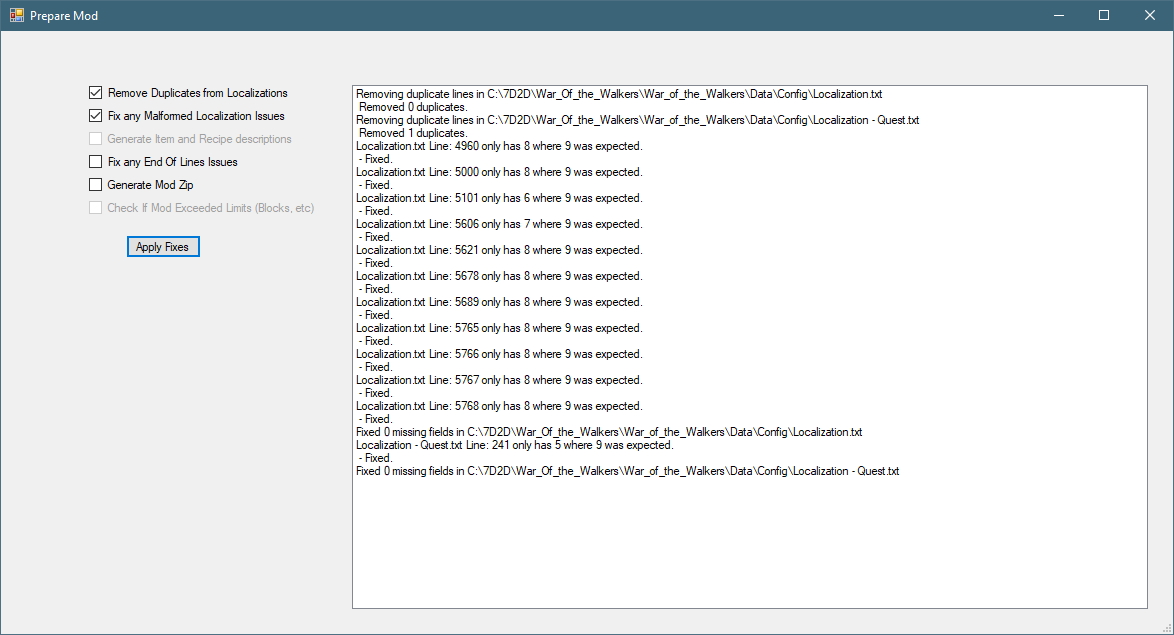 Prepare Mod
Remove Duplicates from Localizations
Fix any Malformed Localization Issues
Generate Item and Recipe descriptions
Fix any End Of Lines Issues
Generate Mod Zip
Check If Mod Exceeded Limits (Blocks, etc)
Apply Fixes
Removing duplicate lines in C:\7D2D\War_Of_the_Walkers\War_of_the_Walkers\Data\Config\Localization.txt
Removed 0 duplicates.
Removing duplicate lines in C:\7D2D\War_Of_the_Walkers\War_of_the_Walkers\Data\Config\Localization - Quest.txt
Removed 1 duplicates.
Localization.txt Line: 4960 only has 8 where 9 was expected.
- Fixed.
Localization.txt Line: 5000 only has 8 where 9 was expected.
- Fixed.
Localization.txt Line: 5101 only has 6 where 9 was expected.
- Fixed.
Localization.txt Line: 5606 only has 7 where 9 was expected.
- Fixed.
Localization.txt Line: 5621 only has 8 where 9 was expected.
- Fixed.
Localization.txt Line: 5678 only has 8 where 9 was expected.
- Fixed.
Localization.txt Line: 5689 only has 8 where 9 was expected.
- Fixed.
Localization.txt Line: 5765 only has 8 where 9 was expected.
- Fixed.
Localization.txt Line: 5766 only has 8 where 9 was expected.
- Fixed.
Localization.txt Line: 5767 only has 8 where 9 was expected.
- Fixed.
Localization.txt Line: 5768 only has 8 where 9 was expected.
- Fixed.
Fixed 0 missing fields in C:\7D2D\War_Of_the_Walkers\War_of_the_Walkers\Data\Config\Localization.txt
Localization - Quest.txt Line: 241 only has 5 where 9 was expected.
- Fixed.
Fixed 0 missing fields in C:\7D2D\War_Of_the_Walkers\War_of_the_Walkers\Data\Config\Localization - Quest.txt